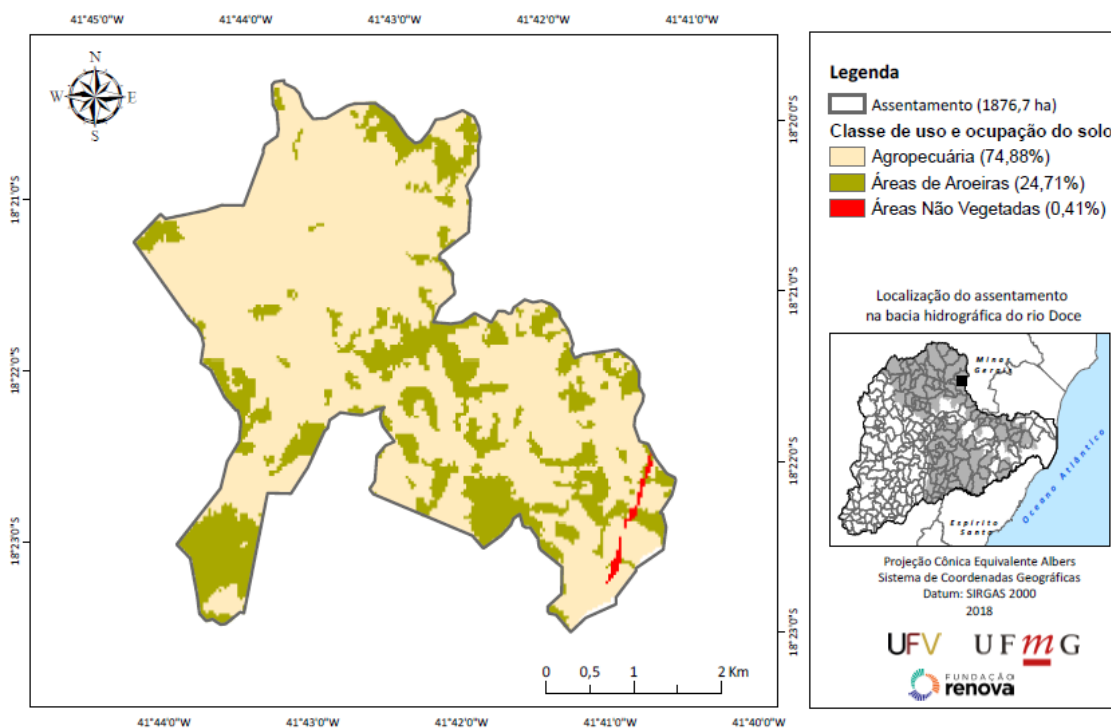 41°45'0"W 41°44'0"W 41°43'0"W 41°42'0"W 41°41'0"W
N
W E
S
18°21'0"S
18°22'0"S
18°23'0"S
18°20'0"S
18°21'0"S
18°22'0"S
18°23'0"S
0 0,5 1 2 Km
41°44'0"W 41°43'0"W 41°42'0"W 41°41'0"W 41°40'0"W
Legenda
Assentamento (1876,7 ha)
Classe de uso e ocupação do solo
Agropecuária (74,88%)
Áreas de Aroeiras (24,71%)
Áreas Não Vegetadas (0,41%)
Localização do assentamento
na bacia hidrográfica do rio Doce
Minas
Gerais
Oceano Atlântico
Espírito
Santo
Projeção Cônica Equivalente Albers
Sistema de Coordenadas Geográficas
Datum: SIRGAS 2000
2018
UFV UFmG
FUNDAÇÃO
renova